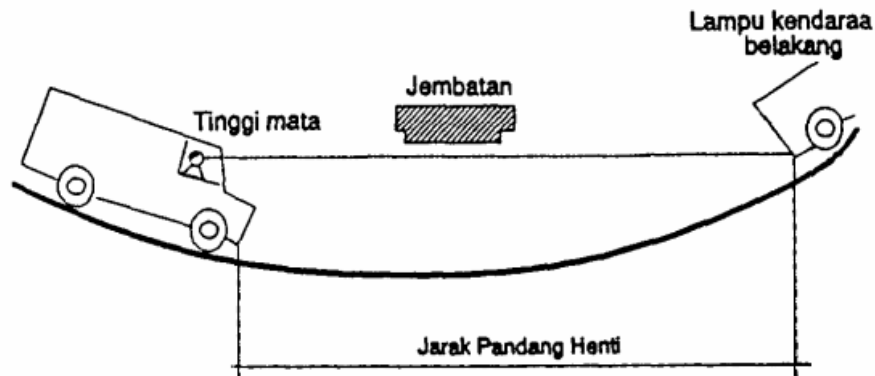 Lampu kendaraa
belakang
Jembatan
Tinggi mata
Jarak Pandang Henti